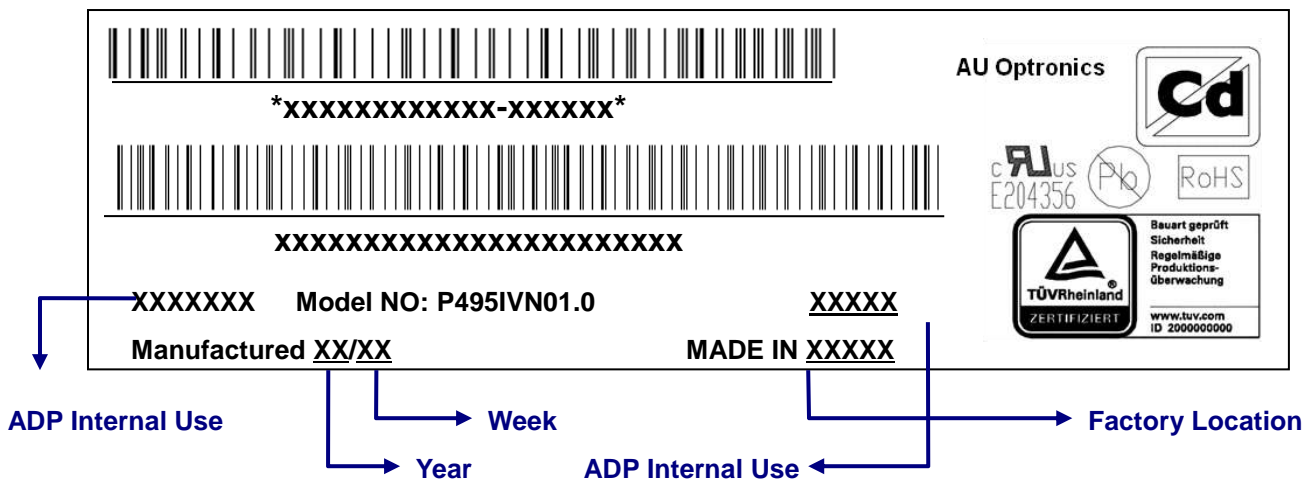 *xxxxxxxxxxxx-xxxxxx*
xxxxxxxxxxxxxxxxxxxxxxx
XXXXXXX Model NO: P495IVN01.0 XXXXX
Manufactured XX/XX MADE IN XXXXX
AU Optronics
Cd
c RU US
E204356
Pb
RoHS
TÜVRheinland®
ZERTIFIZIERT
Bauart geprüft
Sicherheit
Regelmäßige
Produktions-
überwachung
www.tuv.com
ID 2000000000
ADP Internal Use
Week
Factory Location
Year
ADP Internal Use